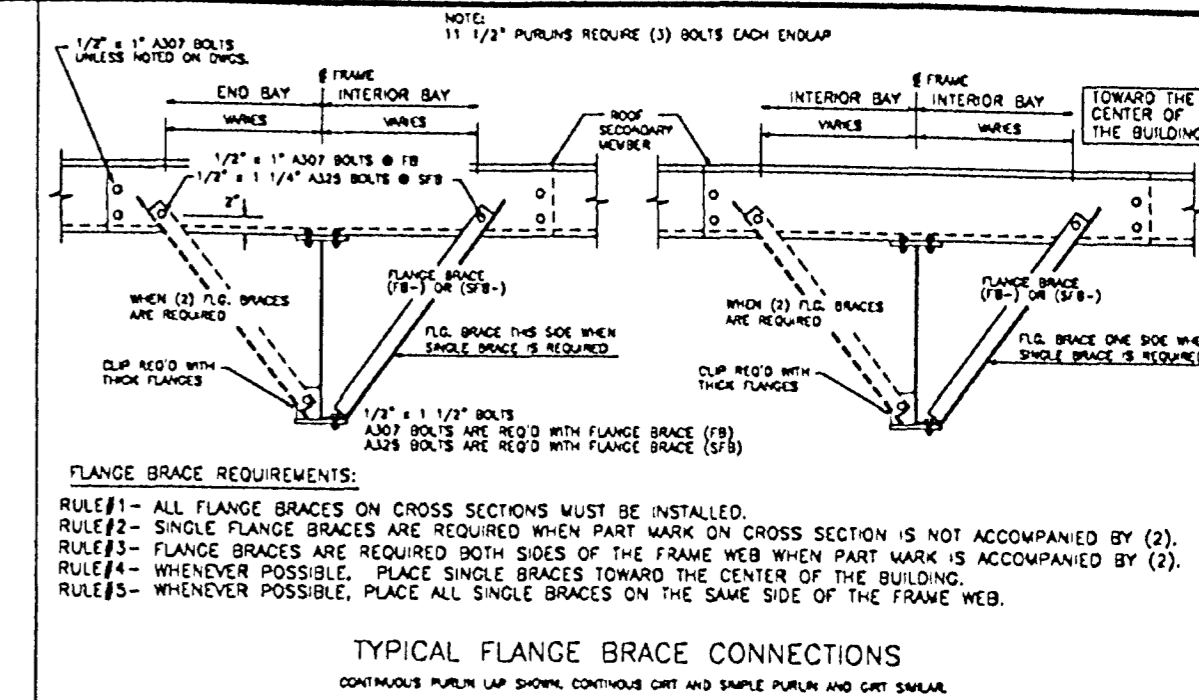 NOTE:
11 1/2" PURLINS REQUIRE (3) BOLTS EACH ENDLAP
1/2" x 1" A307 BOLTS
UNLESS NOTED ON DWGS.
℄ FRAME
END BAY
INTERIOR BAY
VARIES
VARIES
1/2" x 1" A307 BOLTS @ FB
1/2" x 1 1/4" A325 BOLTS @ SFB
2"
ROOF
SECONDARY
MEMBER
℄ FRAME
INTERIOR BAY
INTERIOR BAY
VARIES
VARIES
TOWARD THE
CENTER OF
THE BUILDING
WHEN (2) FLG. BRACES
ARE REQUIRED
FLANGE BRACE
(FB-) OR (SFB-)
FLG. BRACE THIS SIDE WHEN
SINGLE BRACE IS REQUIRED
CLIP REQ'D WITH
THICK FLANGES
1/2" x 1 1/2" BOLTS
A307 BOLTS ARE REQ'D WITH FLANGE BRACE (FB)
A325 BOLTS ARE REQ'D WITH FLANGE BRACE (SFB)
WHEN (2) FLG. BRACES
ARE REQUIRED
FLANGE BRACE
(FB-) OR (SFB-)
FLG. BRACE ONE SIDE WHE
SINGLE BRACE IS REQUIRE
CLIP REQ'D WITH
THICK FLANGES
FLANGE BRACE REQUIREMENTS:
RULE#1- ALL FLANGE BRACES ON CROSS SECTIONS MUST BE INSTALLED.
RULE#2- SINGLE FLANGE BRACES ARE REQUIRED WHEN PART MARK ON CROSS SECTION IS NOT ACCOMPANIED BY (2).
RULE#3- FLANGE BRACES ARE REQUIRED BOTH SIDES OF THE FRAME WEB WHEN PART MARK IS ACCOMPANIED BY (2).
RULE#4- WHENEVER POSSIBLE, PLACE SINGLE BRACES TOWARD THE CENTER OF THE BUILDING.
RULE#5- WHENEVER POSSIBLE, PLACE ALL SINGLE BRACES ON THE SAME SIDE OF THE FRAME WEB.
TYPICAL FLANGE BRACE CONNECTIONS
CONTINUOUS PURLIN LAP SHOWN, CONTINOUS GIRT AND SIMPLE PURLIN AND GIRT SIMILAR.